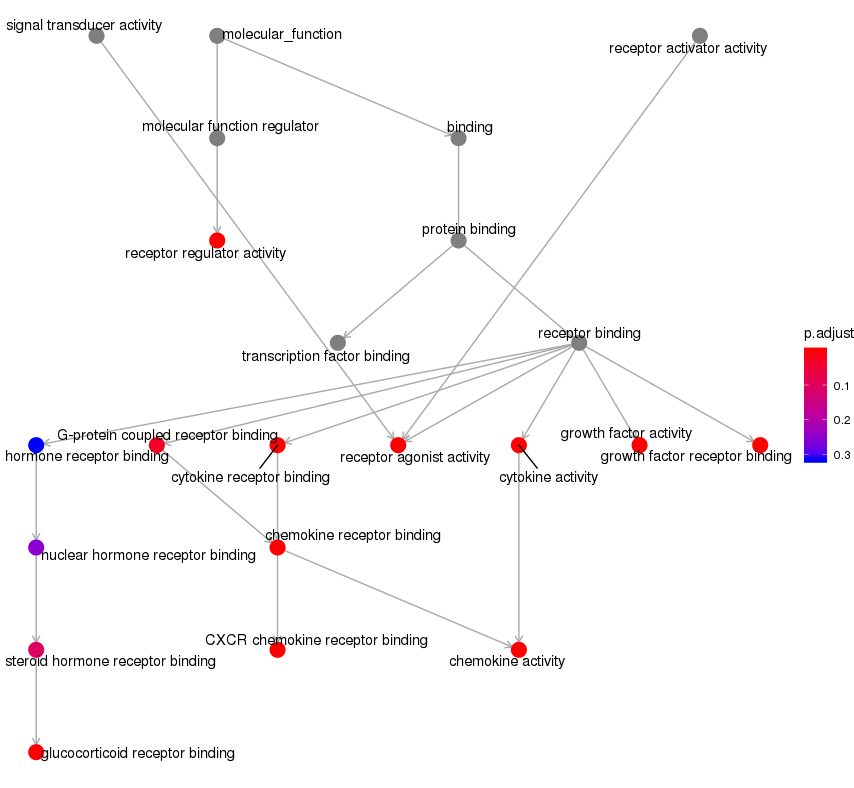 signal transducer activity
molecular_function
receptor activator activity
molecular function regulator
binding
protein binding
receptor regulator activity
receptor binding
transcription factor binding
p.adjust
0.1
0.2
0.3
G-protein coupled receptor binding
growth factor activity
hormone receptor binding
receptor agonist activity
growth factor receptor binding
cytokine receptor binding
cytokine activity
chemokine receptor binding
nuclear hormone receptor binding
CXCR chemokine receptor binding
steroid hormone receptor binding
chemokine activity
glucocorticoid receptor binding